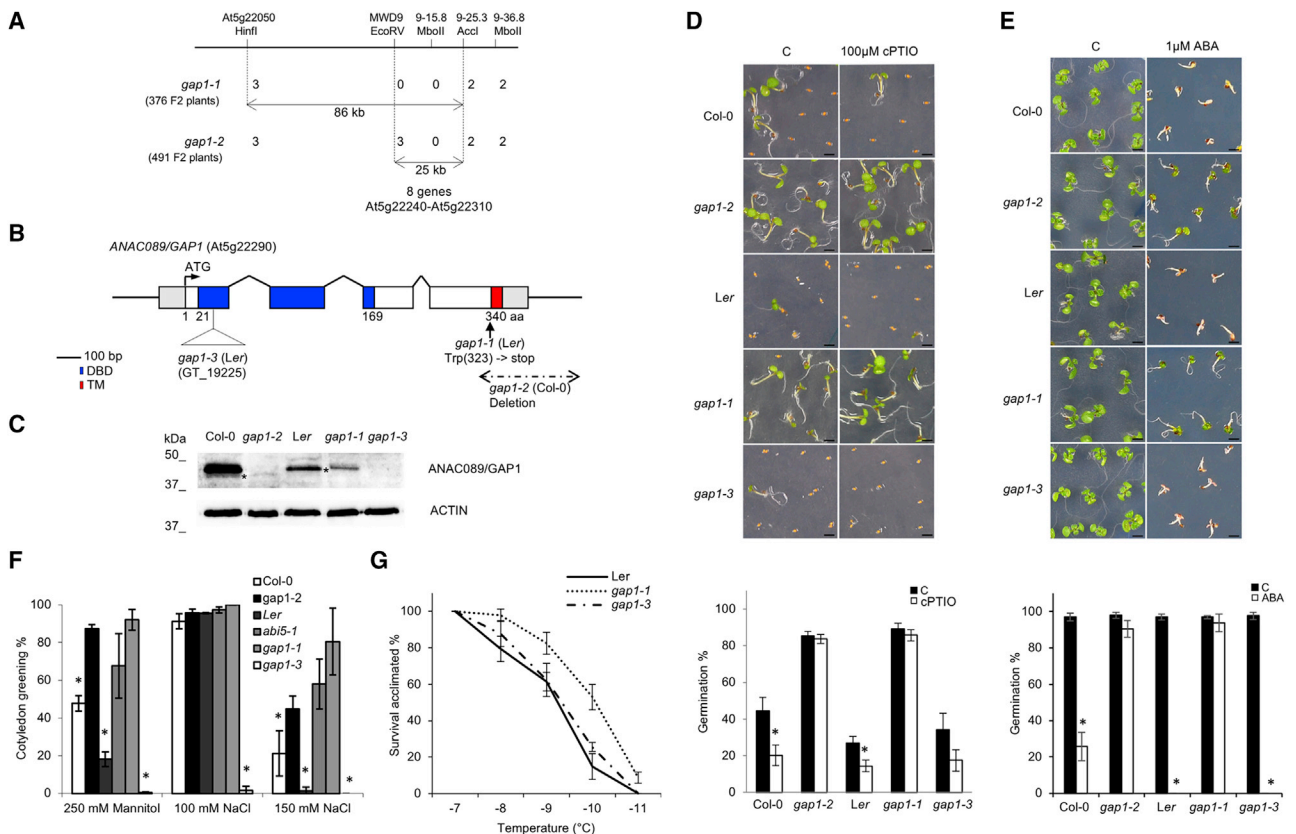 A
At5g22050 MWD9 9-15.8 9-25.3 9-36.8
HinfI EcoRV MboII AccI MboII
gap1-1 3 0 0 2 2
(376 F2 plants)
86 kb
gap1-2 3 3 0 2 2
(491 F2 plants)
25 kb
8 genes
At5g22240-At5g22310
B
ANAC089/GAP1 (At5g22290)
ATG
1 21 169 340 aa
gap1-3 (Ler)
(GT_19225)
gap1-1 (Ler)
Trp(323) -> stop
gap1-2 (Col-0)
Deletion
100 bp
DBD
TM
C
kDa Col-0 gap1-2 Ler gap1-1 gap1-3
50_
* *
ANAC089/GAP1
37_
ACTIN
37_
D
C 100µM cPTIO
Col-0
gap1-2
Ler
gap1-1
gap1-3
C
cPTIO
Germination %
100
80
60
40
20
0
* *
Col-0 gap1-2 Ler gap1-1 gap1-3
E
C 1µM ABA
Col-0
gap1-2
Ler
gap1-1
gap1-3
C
ABA
Germination %
100
80
60
40
20
0
* * *
Col-0 gap1-2 Ler gap1-1 gap1-3
F
Col-0
gap1-2
Ler
abi5-1
gap1-1
gap1-3
Cotyledon greening %
100
80
60
40
20
0
* * * * * * *
250 mM Mannitol 100 mM NaCl 150 mM NaCl
G
Ler
gap1-1
gap1-3
Survival acclimated %
100
80
60
40
20
0
-7 -8 -9 -10 -11
Temperature (°C)